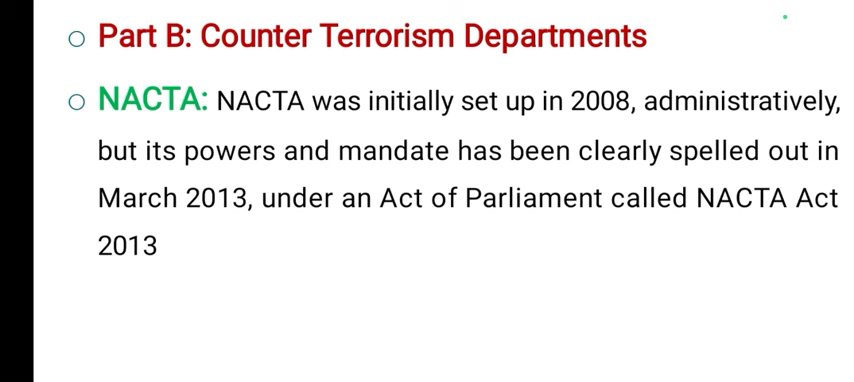 Part B: Counter Terrorism Departments
NACTA: NACTA was initially set up in 2008, administratively,
but its powers and mandate has been clearly spelled out in
March 2013, under an Act of Parliament called NACTA Act
2013